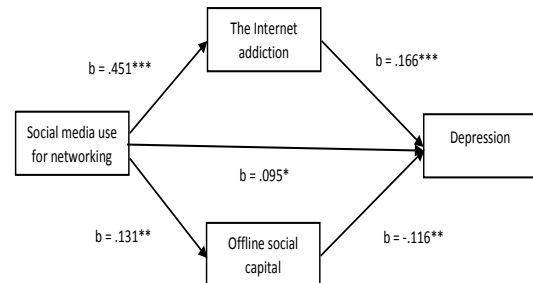 The Internet
addiction
b = .451***
b = .166***
Social media use
for networking
Depression
b = .095*
b = .131**
Offline social
capital
b = -.116**